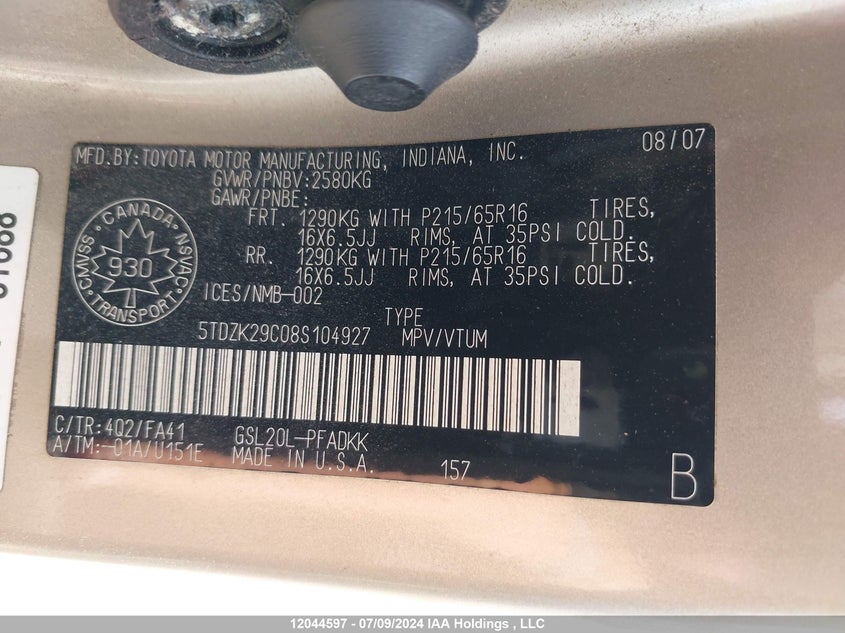 MFD.BY:TOYOTA MOTOR MANUFACTURING, INDIANA, INC. 08/07
GVWR/PNBV:2580KG
GAWR/PNBE:
FRT. 1290KG WITH P215/65R16 TIRES,
16X6.5JJ RIMS, AT 35PSI COLD.
RR. 1290KG WITH P215/65R16 TIRES,
16X6.5JJ RIMS, AT 35PSI COLD.
ICES/NMB-002
CANADA
CMVSS NSVAC
930
TRANSPORT
TYPE
5TDZK29C08S104927 MPV/VTUM
C/TR:4Q2/FA41 GSL20L-PFADKK
A/TM:-01A/U151E MADE IN U.S.A. 157
B
12044597 - 07/09/2024 IAA Holdings , LLC